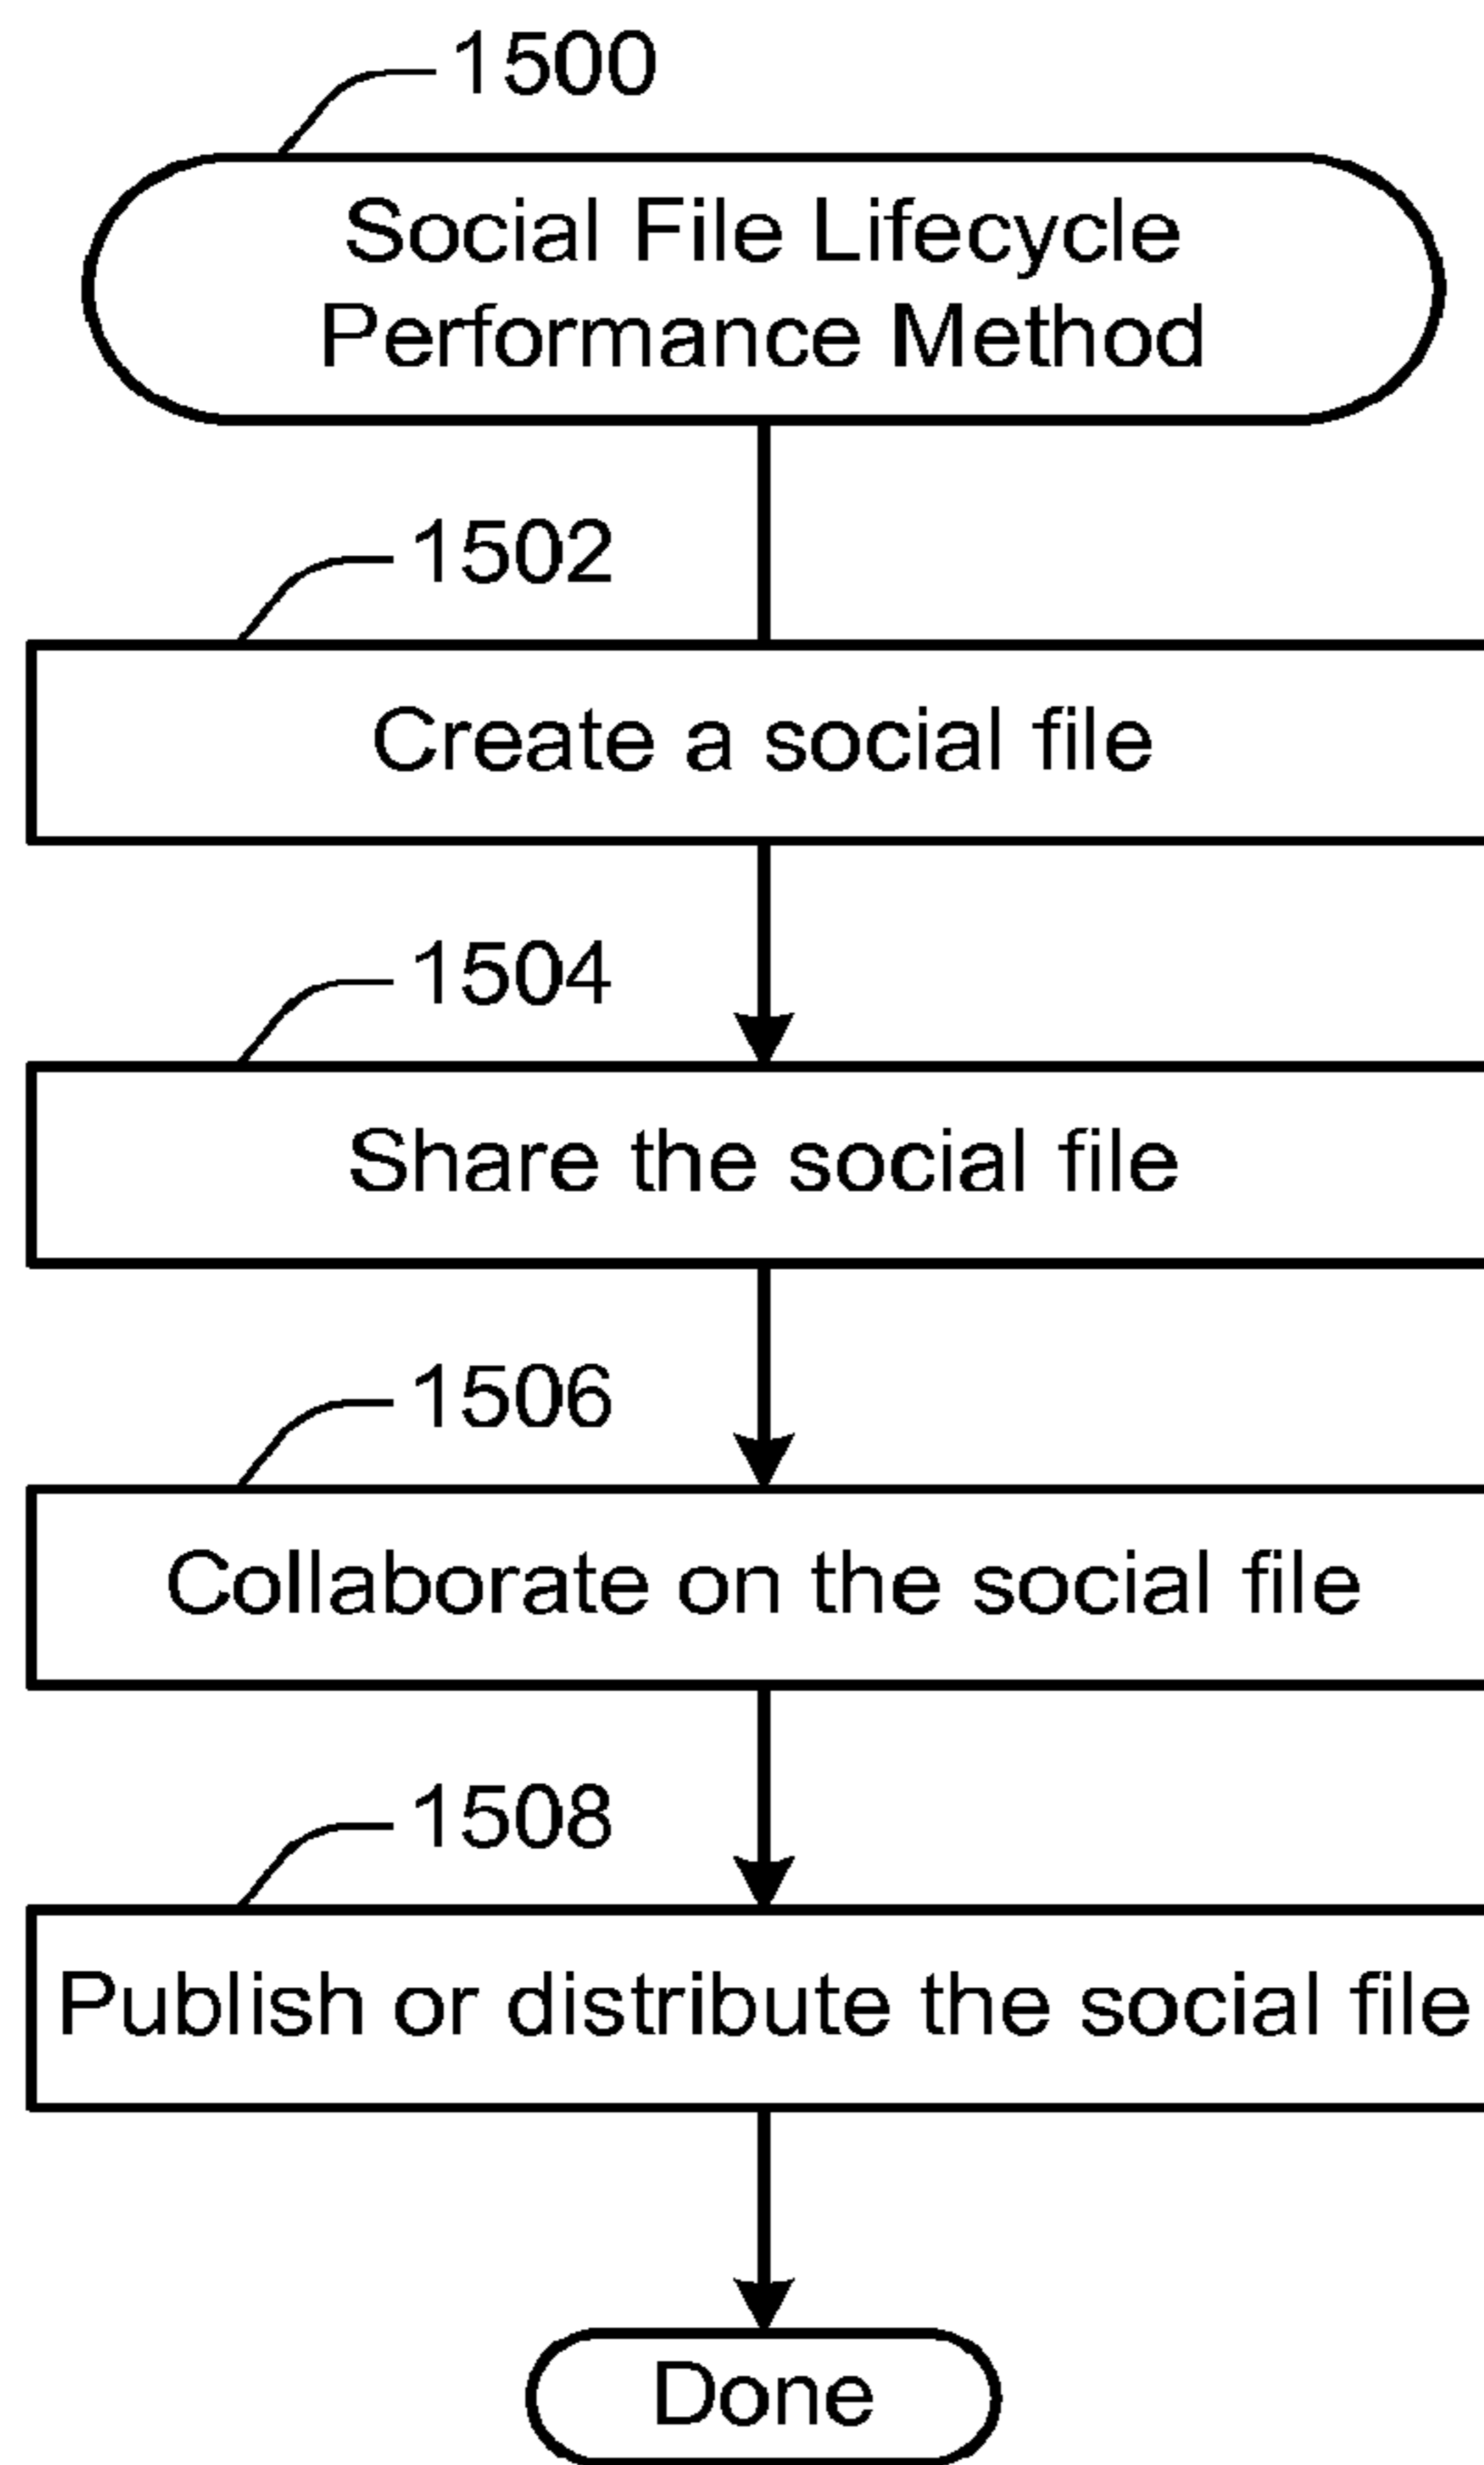 1500
Social File Lifecycle
Performance Method
1502
Create a social file
1504
Share the social file
1506
Collaborate on the social file
1508
Publish or distribute the social file
Done